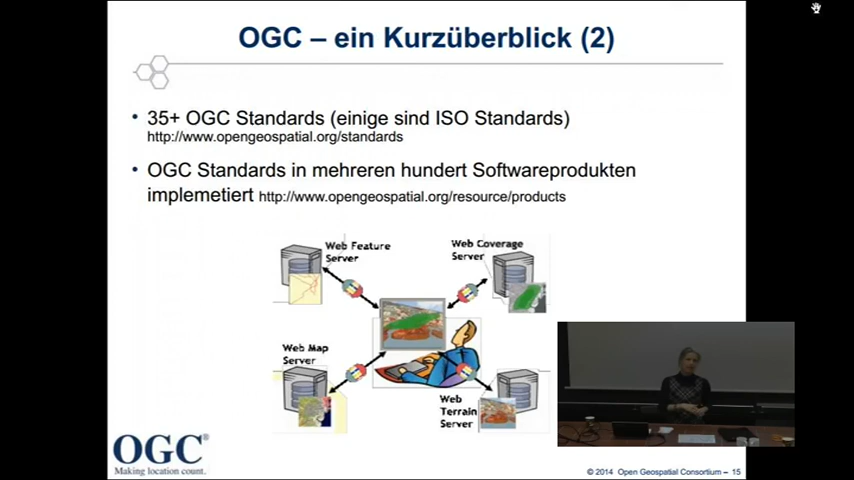 OGC – ein Kurzüberblick (2)
• 35+ OGC Standards (einige sind ISO Standards)
http://www.opengeospatial.org/standards
• OGC Standards in mehreren hundert Softwareprodukten
implemetiert http://www.opengeospatial.org/resource/products
Web Feature
Server
Web Coverage
Server
Web Map
Server
Web
Terrain
Server
OGC®
Making location count.
© 2014 Open Geospatial Consortium – 15